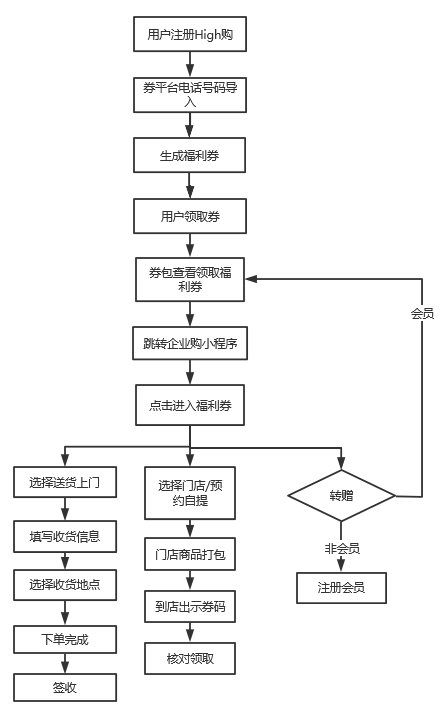 用户注册High购
券平台电话号码导
入
生成福利券
用户领取券
券包查看领取福
利券
会员
跳转企业购小程序
点击进入福利券
选择送货上门
选择门店/预
约自提
转赠
填写收货信息
门店商品打包
非会员
选择收货地点
注册会员
到店出示券码
下单完成
核对领取
签收